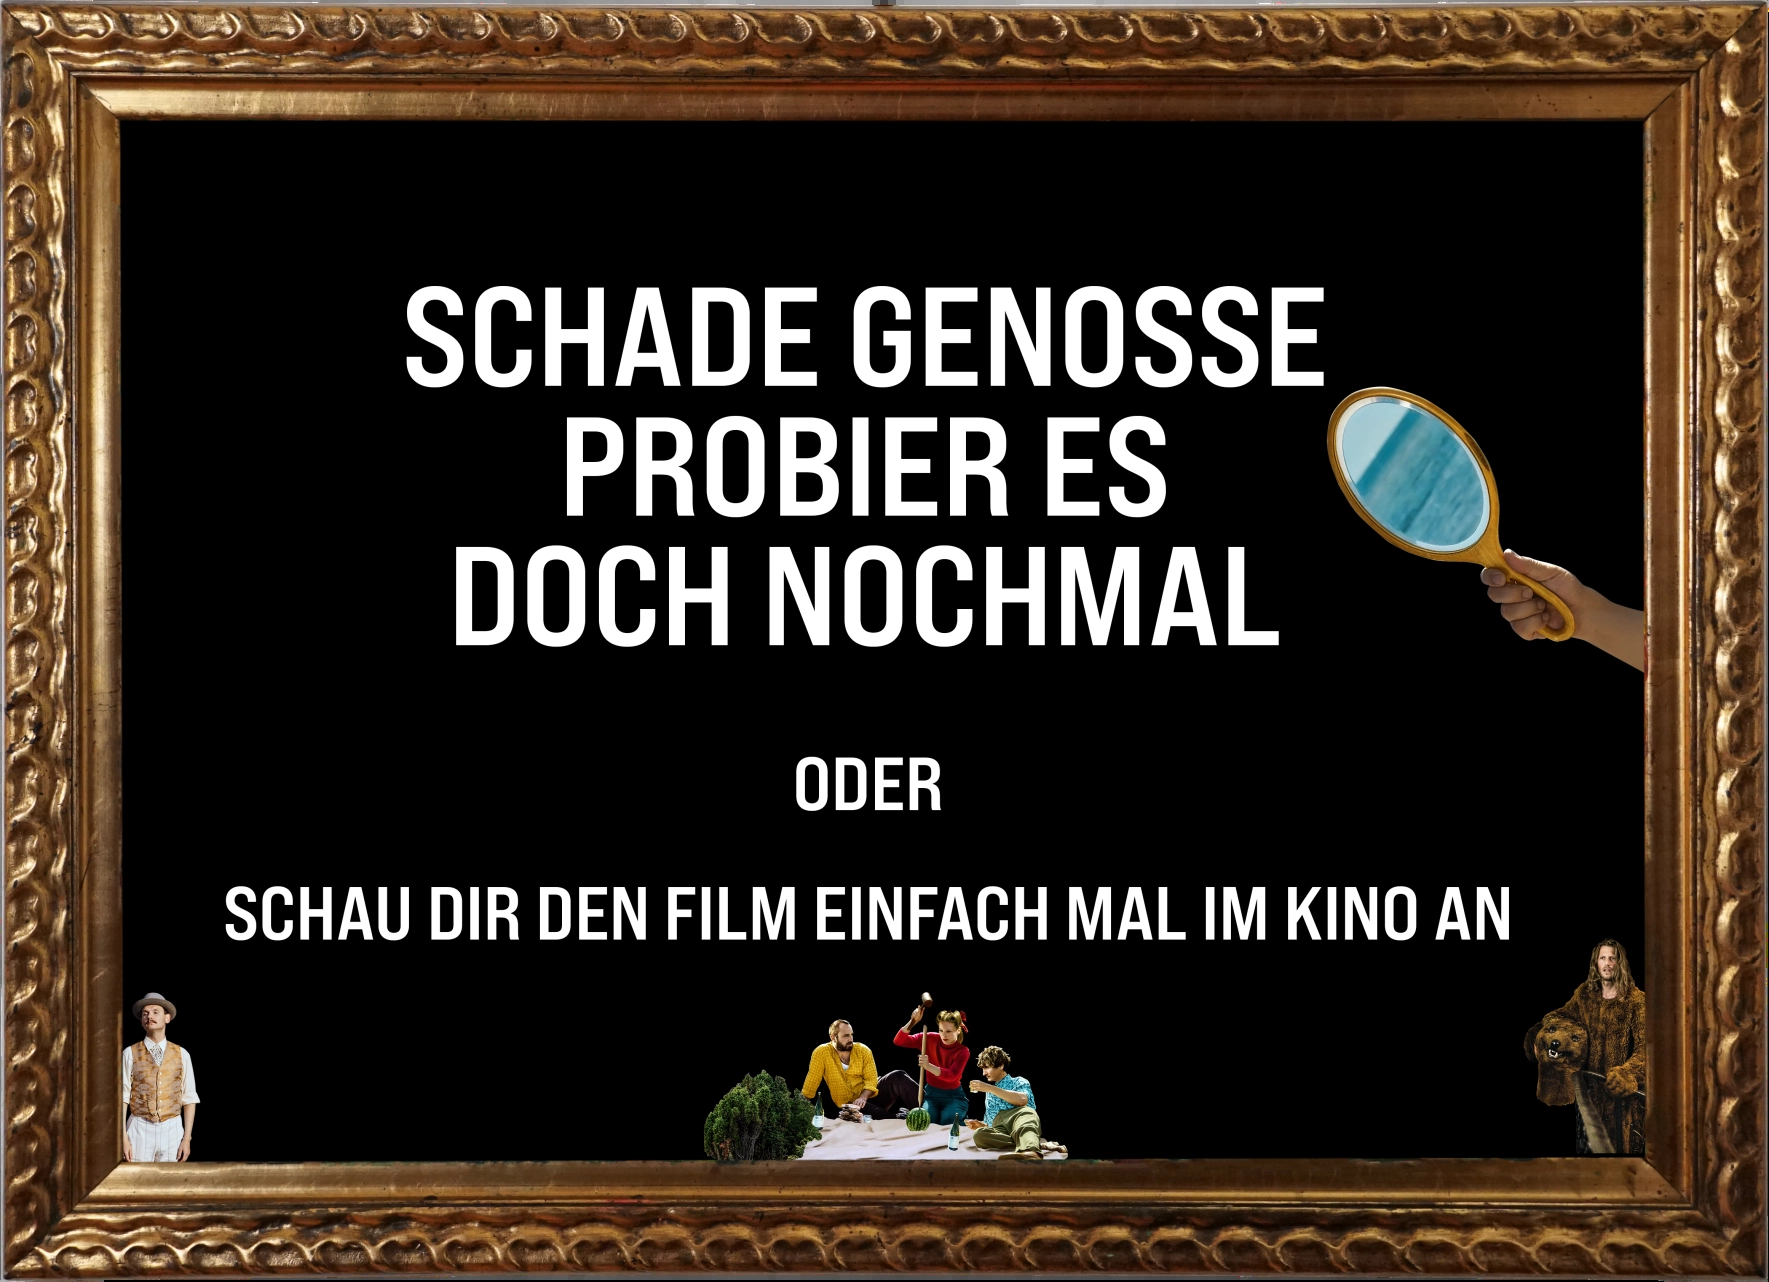 SCHADE GENOSSE
PROBIER ES
DOCH NOCHMAL
ODER
SCHAU DIR DEN FILM EINFACH MAL IM KINO AN